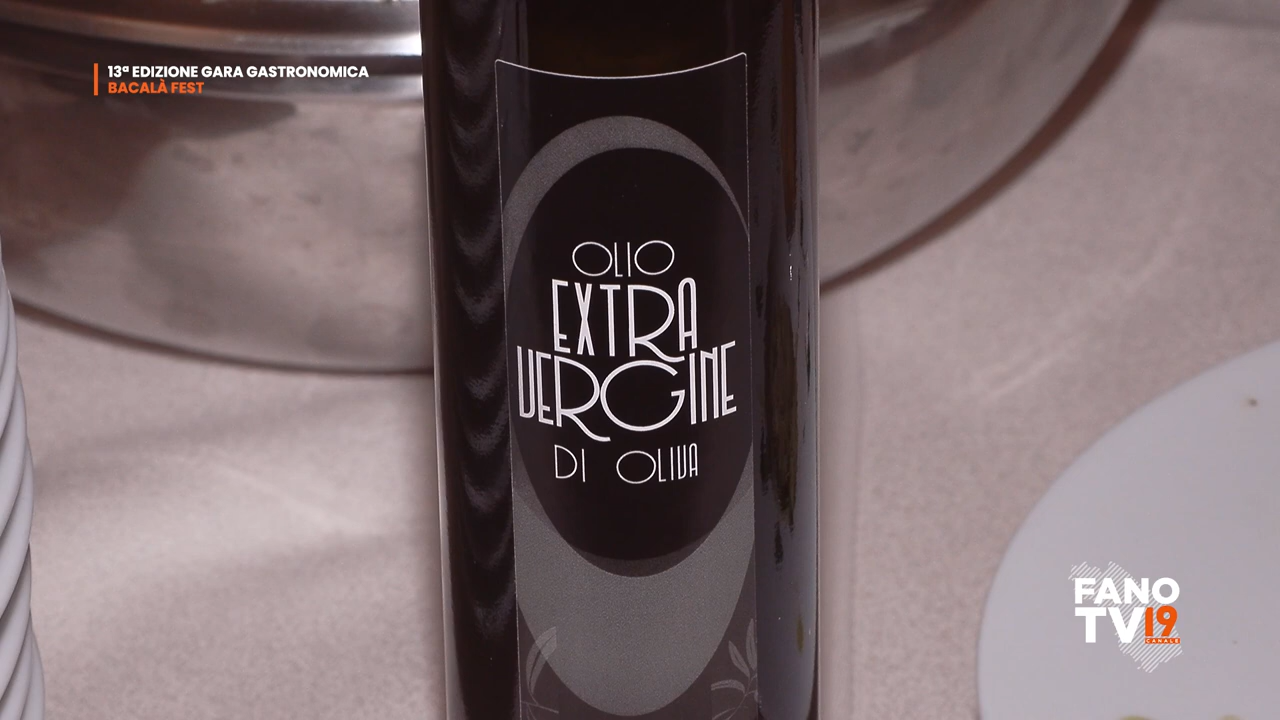 13ª EDIZIONE GARA GASTRONOMICA
BACALÀ FEST
OLIO
EXTRA
VERGINE
DI OLIVA
FANO
TV19
CANALE